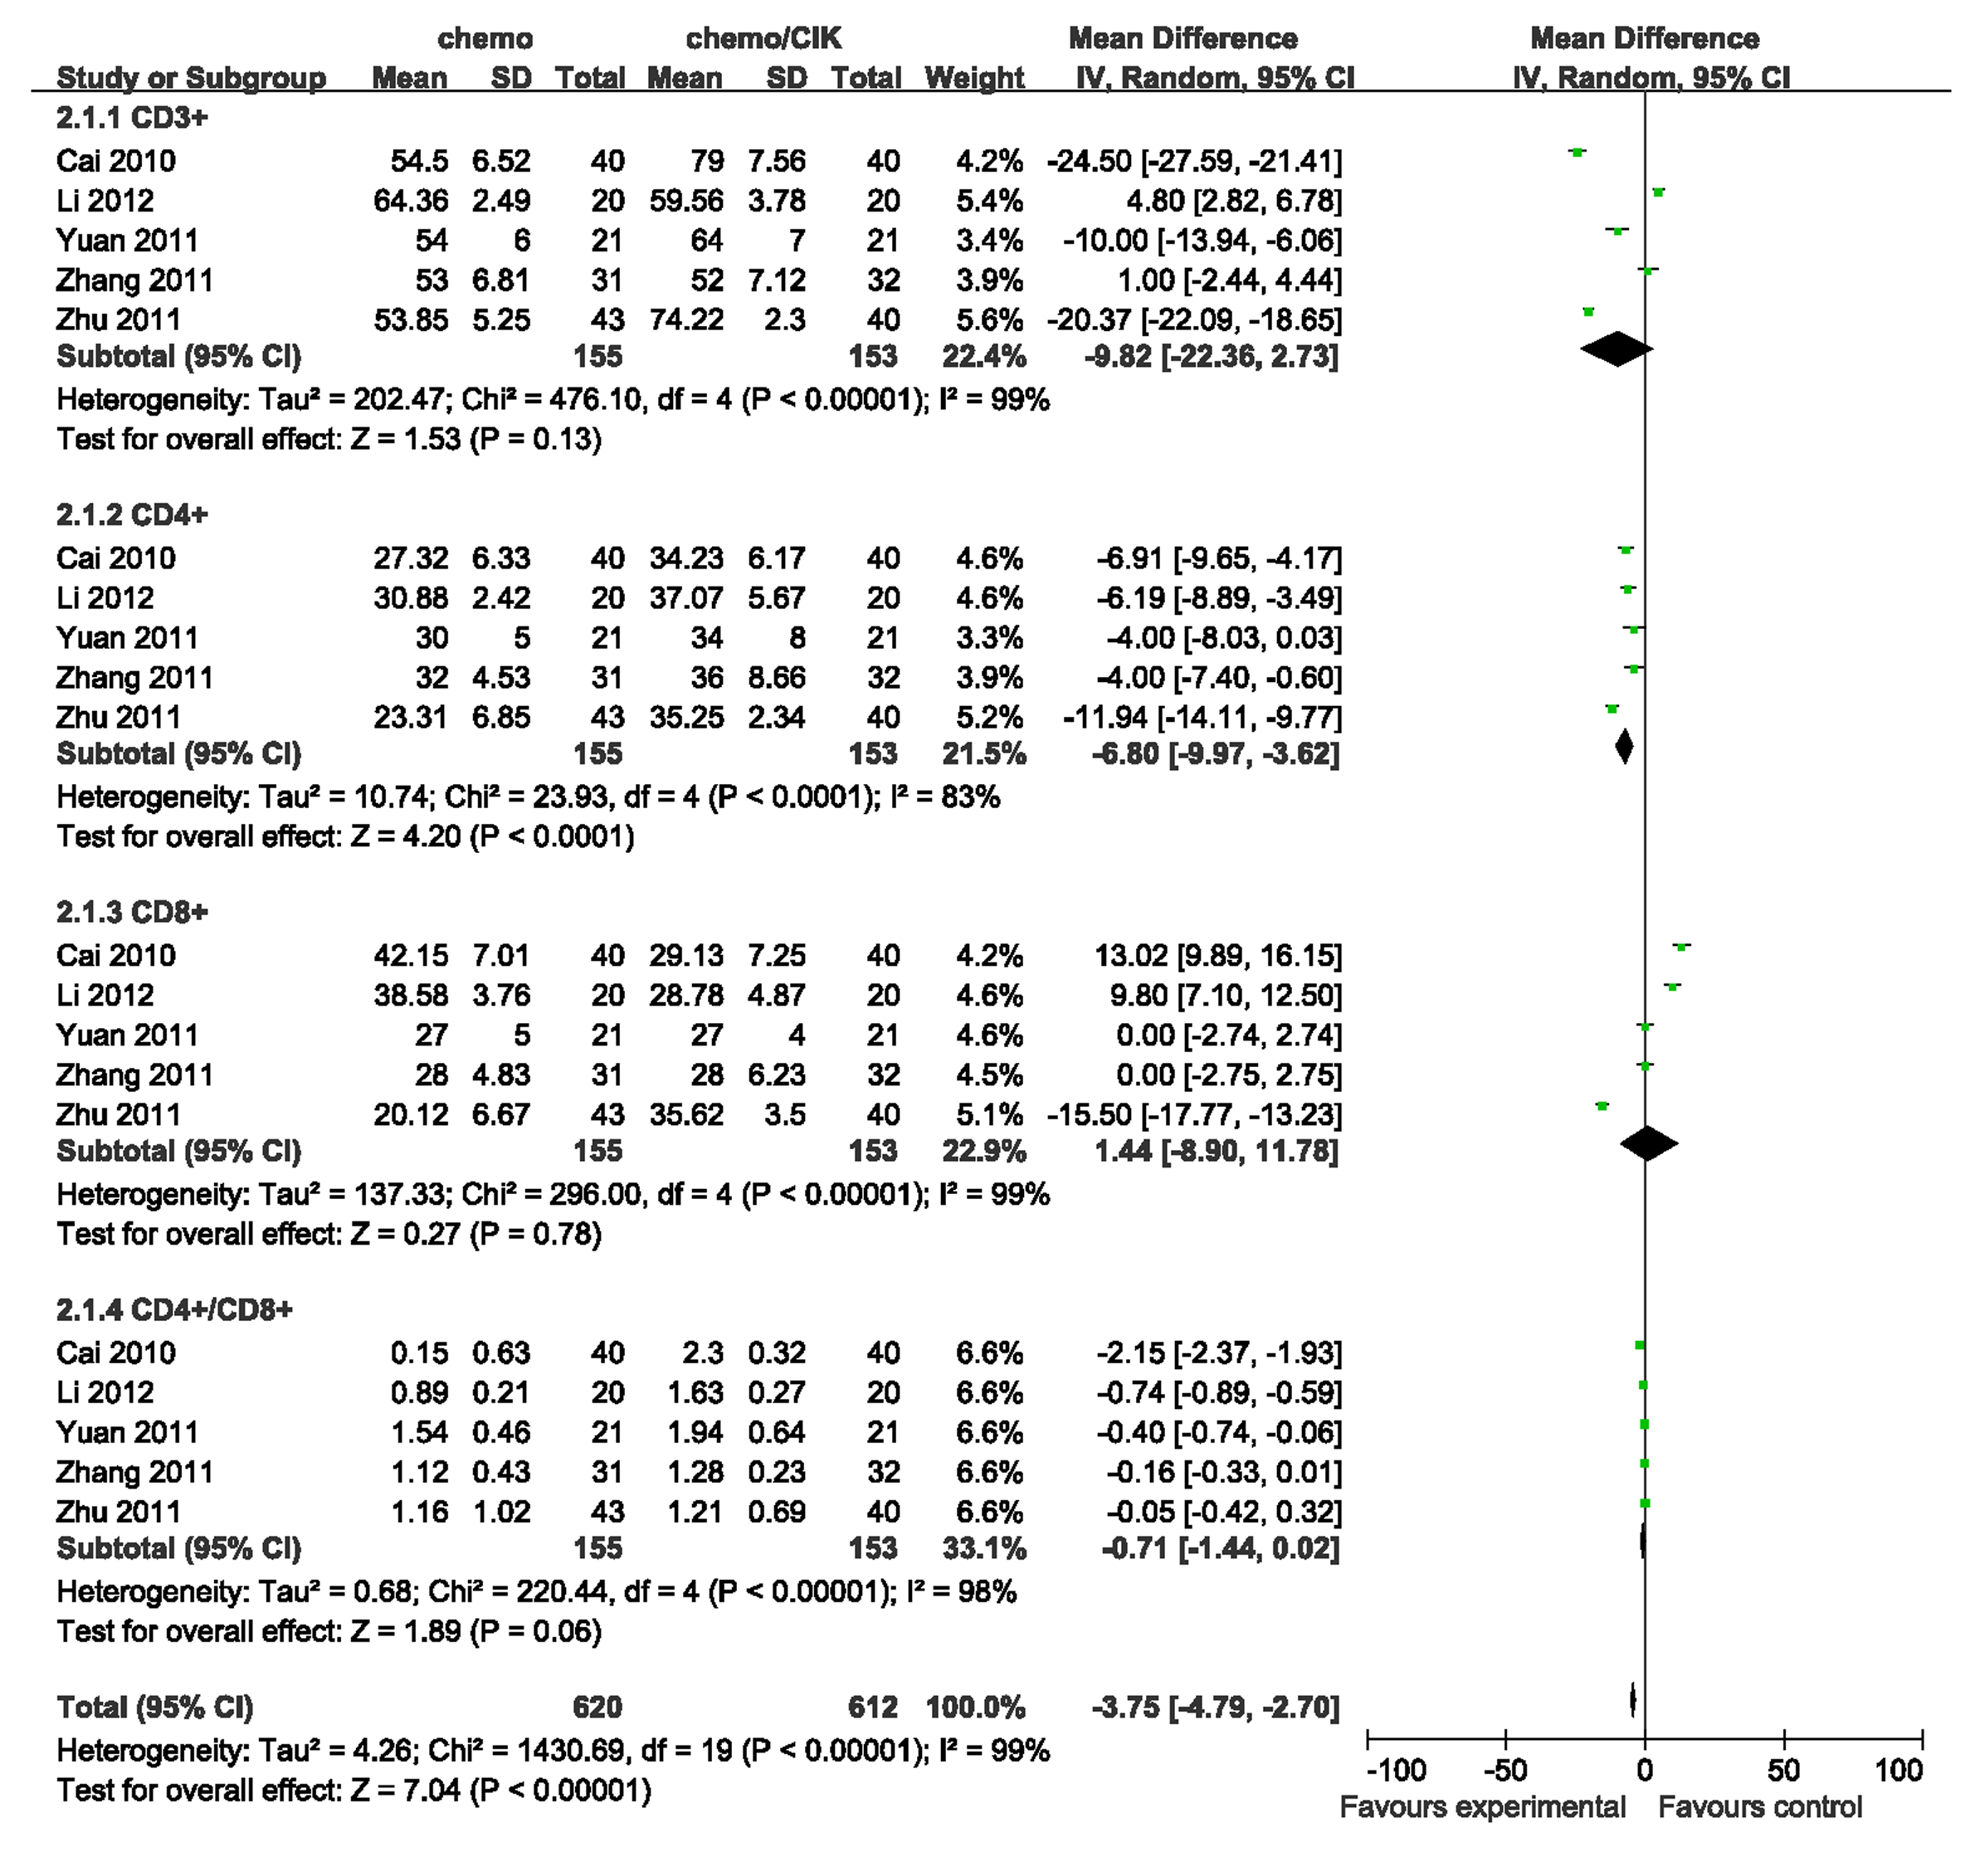 chemo chemo/CIK Mean Difference Mean Difference
Study or Subgroup Mean SD Total Mean SD Total Weight IV, Random, 95% CI IV, Random, 95% CI
2.1.1 CD3+
Cai 2010 54.5 6.52 40 79 7.56 40 4.2% -24.50 [-27.59, -21.41]
Li 2012 64.36 2.49 20 59.56 3.78 20 5.4% 4.80 [2.82, 6.78]
Yuan 2011 54 6 21 64 7 21 3.4% -10.00 [-13.94, -6.06]
Zhang 2011 53 6.81 31 52 7.12 32 3.9% 1.00 [-2.44, 4.44]
Zhu 2011 53.85 5.25 43 74.22 2.3 40 5.6% -20.37 [-22.09, -18.65]
Subtotal (95% CI) 155 153 22.4% -9.82 [-22.36, 2.73]
Heterogeneity: Tau² = 202.47; Chi² = 476.10, df = 4 (P < 0.00001); I² = 99%
Test for overall effect: Z = 1.53 (P = 0.13)
2.1.2 CD4+
Cai 2010 27.32 6.33 40 34.23 6.17 40 4.6% -6.91 [-9.65, -4.17]
Li 2012 30.88 2.42 20 37.07 5.67 20 4.6% -6.19 [-8.89, -3.49]
Yuan 2011 30 5 21 34 8 21 3.3% -4.00 [-8.03, 0.03]
Zhang 2011 32 4.53 31 36 8.66 32 3.9% -4.00 [-7.40, -0.60]
Zhu 2011 23.31 6.85 43 35.25 2.34 40 5.2% -11.94 [-14.11, -9.77]
Subtotal (95% CI) 155 153 21.5% -6.80 [-9.97, -3.62]
Heterogeneity: Tau² = 10.74; Chi² = 23.93, df = 4 (P < 0.0001); I² = 83%
Test for overall effect: Z = 4.20 (P < 0.0001)
2.1.3 CD8+
Cai 2010 42.15 7.01 40 29.13 7.25 40 4.2% 13.02 [9.89, 16.15]
Li 2012 38.58 3.76 20 28.78 4.87 20 4.6% 9.80 [7.10, 12.50]
Yuan 2011 27 5 21 27 4 21 4.6% 0.00 [-2.74, 2.74]
Zhang 2011 28 4.83 31 28 6.23 32 4.5% 0.00 [-2.75, 2.75]
Zhu 2011 20.12 6.67 43 35.62 3.5 40 5.1% -15.50 [-17.77, -13.23]
Subtotal (95% CI) 155 153 22.9% 1.44 [-8.90, 11.78]
Heterogeneity: Tau² = 137.33; Chi² = 296.00, df = 4 (P < 0.00001); I² = 99%
Test for overall effect: Z = 0.27 (P = 0.78)
2.1.4 CD4+/CD8+
Cai 2010 0.15 0.63 40 2.3 0.32 40 6.6% -2.15 [-2.37, -1.93]
Li 2012 0.89 0.21 20 1.63 0.27 20 6.6% -0.74 [-0.89, -0.59]
Yuan 2011 1.54 0.46 21 1.94 0.64 21 6.6% -0.40 [-0.74, -0.06]
Zhang 2011 1.12 0.43 31 1.28 0.23 32 6.6% -0.16 [-0.33, 0.01]
Zhu 2011 1.16 1.02 43 1.21 0.69 40 6.6% -0.05 [-0.42, 0.32]
Subtotal (95% CI) 155 153 33.1% -0.71 [-1.44, 0.02]
Heterogeneity: Tau² = 0.68; Chi² = 220.44, df = 4 (P < 0.00001); I² = 98%
Test for overall effect: Z = 1.89 (P = 0.06)
Total (95% CI) 620 612 100.0% -3.75 [-4.79, -2.70]
Heterogeneity: Tau² = 4.26; Chi² = 1430.69, df = 19 (P < 0.00001); I² = 99%
Test for overall effect: Z = 7.04 (P < 0.00001)
-100 -50 0 50 100
Favours experimental Favours control